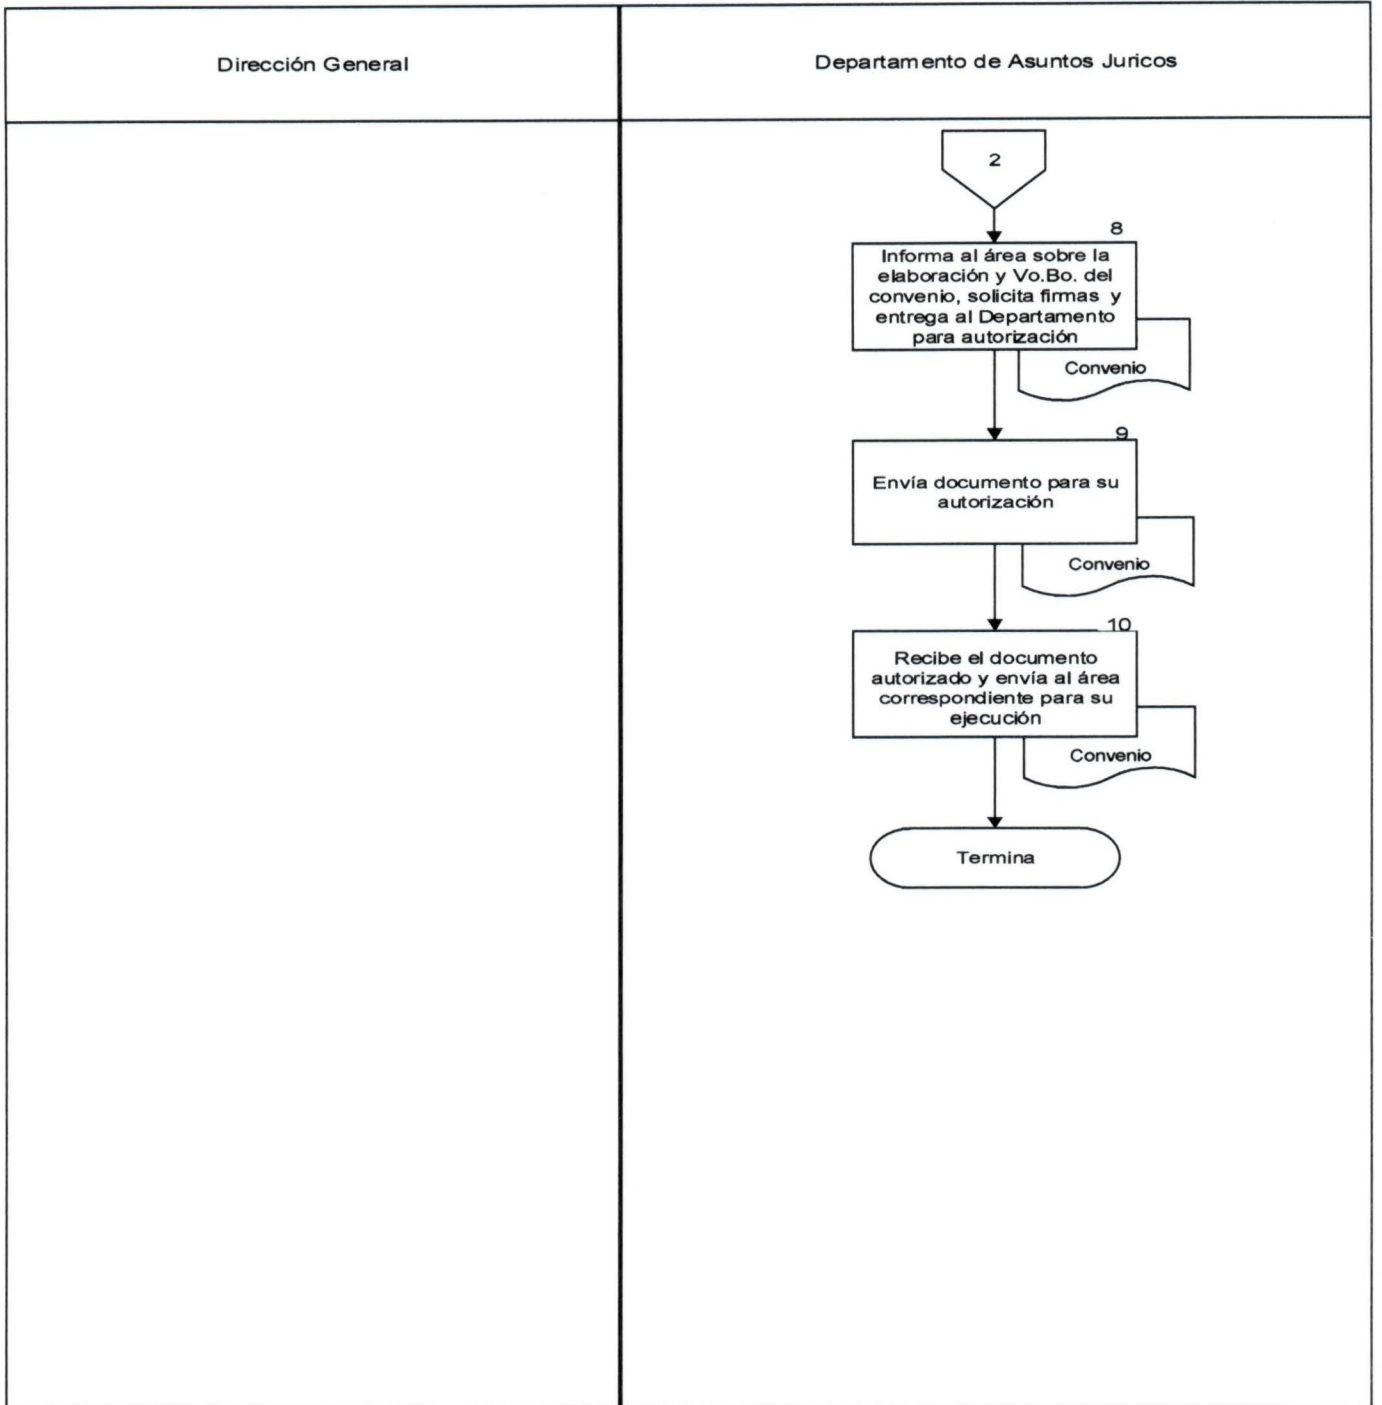 Dirección General
Departamento de Asuntos Juricos
2
8
Informa al área sobre la
elaboración y Vo.Bo. del
convenio, solicita firmas y
entrega al Departamento
para autorización
Convenio
9
Envía documento para su
autorización
Convenio
10
Recibe el documento
autorizado y envía al área
correspondiente para su
ejecución
Convenio
Termina